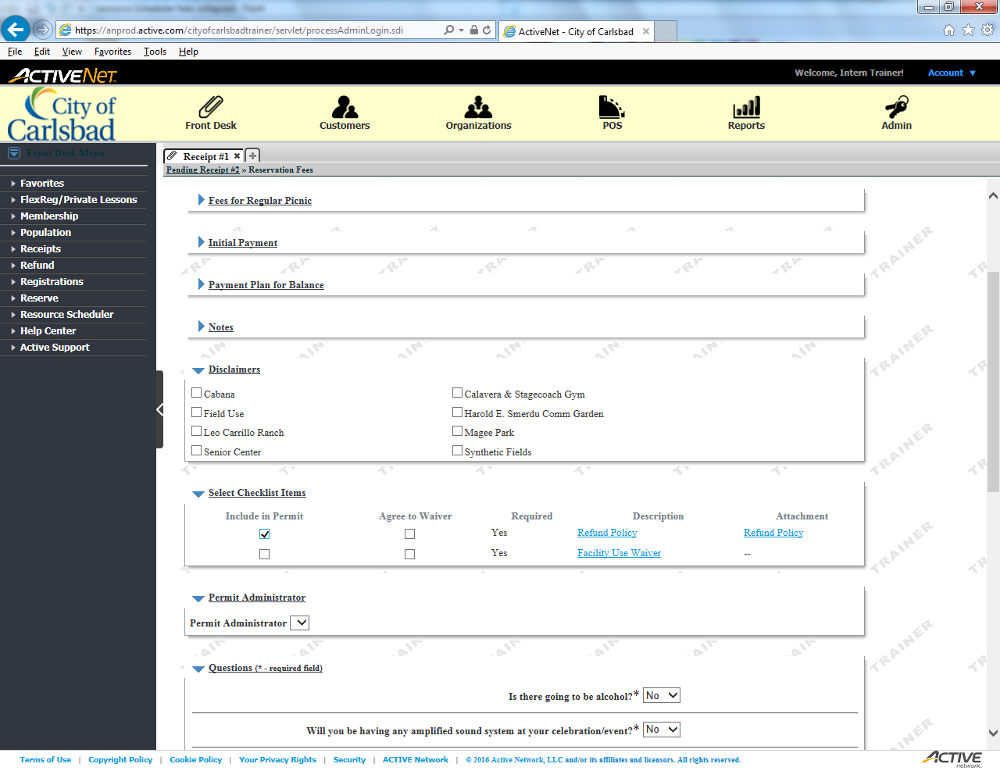 https://anprod.active.com/cityofcarlsbadtrainer/servlet/processAdminLogin.sdi
ActiveNet - City of Carlsbad
File Edit View Favorites Tools Help
ACTIVENET
Welcome, Intern Trainer! Account
City of
Carlsbad
Front Desk Customers Organizations POS Reports Admin
Front Desk Menu
Favorites
FlexReg/Private Lessons
Membership
Population
Receipts
Refund
Registrations
Reserve
Resource Scheduler
Help Center
Active Support
Receipt #1
Pending Receipt #2 » Reservation Fees
Fees for Regular Picnic
Initial Payment
Payment Plan for Balance
Notes
Disclaimers
Cabana Calavera & Stagecoach Gym
Field Use Harold E. Smerdu Comm Garden
Leo Carrillo Ranch Magee Park
Senior Center Synthetic Fields
Select Checklist Items
Include in Permit Agree to Waiver Required Description Attachment
Yes Refund Policy Refund Policy
Yes Facility Use Waiver --
Permit Administrator
Permit Administrator
Questions (* - required field)
Is there going to be alcohol?* No
Will you be having any amplified sound system at your celebration/event?* No
TRAINER
TRAINER
TRAINER
TRAINER
TRAINER
TRAINER
Terms of Use | Copyright Policy | Cookie Policy | Your Privacy Rights | Security | ACTIVE Network | © 2016 Active Network, LLC and/or its affiliates and licensors. All rights reserved.
ACTIVE
network